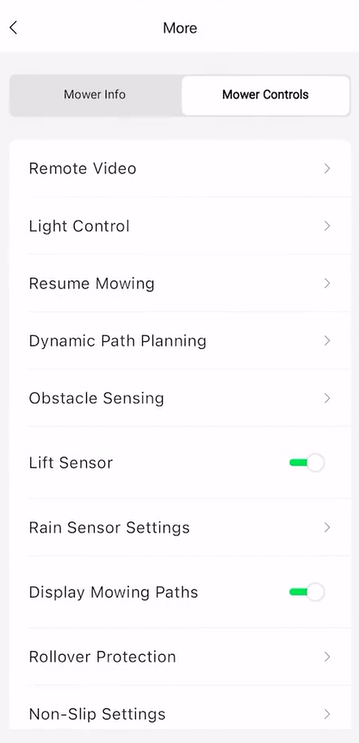 More
Mower Info
Mower Controls
Remote Video
Light Control
Resume Mowing
Dynamic Path Planning
Obstacle Sensing
Lift Sensor
Rain Sensor Settings
Display Mowing Paths
Rollover Protection
Non-Slip Settings